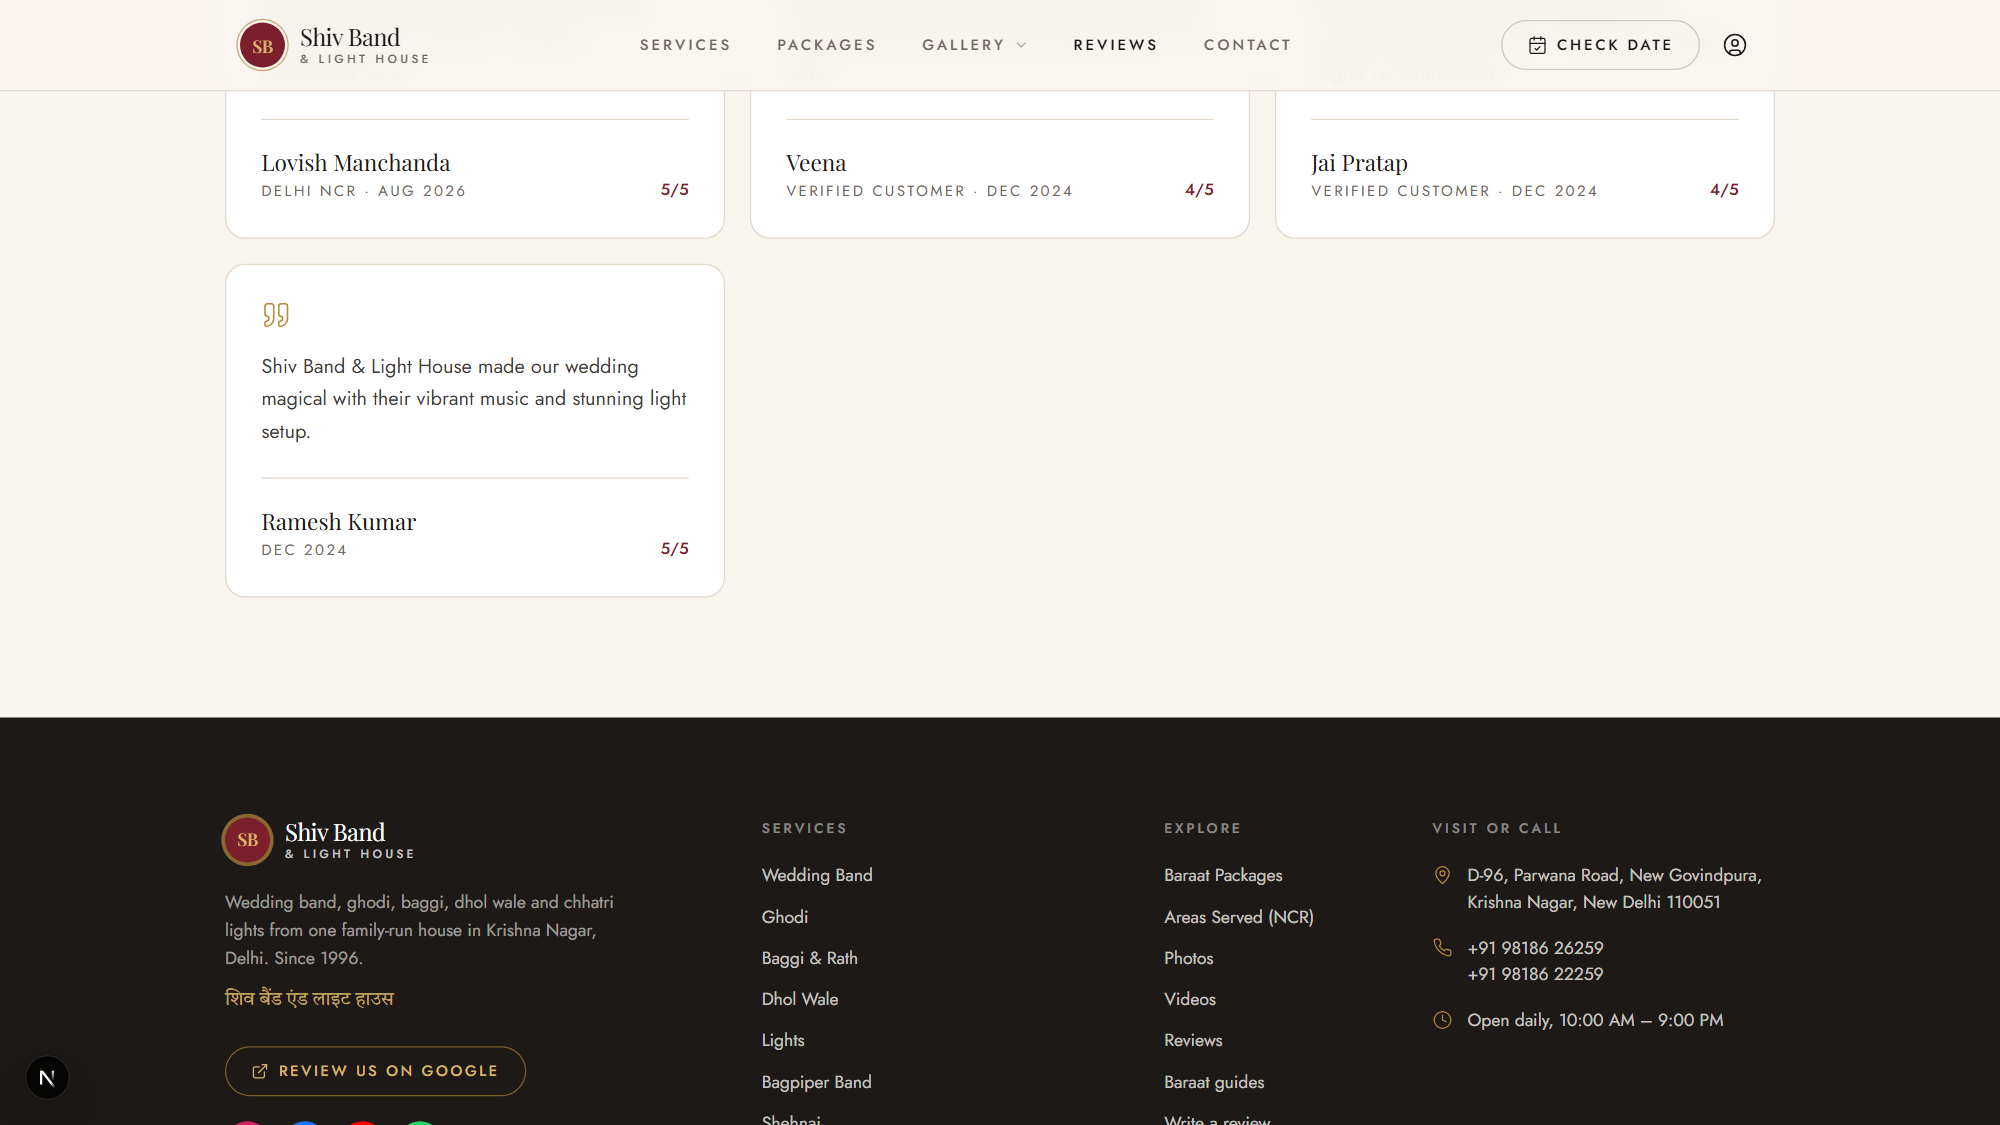 SB
Shiv Band
& LIGHT HOUSE
SERVICES
PACKAGES
GALLERY
REVIEWS
CONTACT
CHECK DATE
Lovish Manchanda
DELHI NCR · AUG 2026
5/5
Veena
VERIFIED CUSTOMER · DEC 2024
4/5
Jai Pratap
VERIFIED CUSTOMER · DEC 2024
4/5
Shiv Band & Light House made our wedding
magical with their vibrant music and stunning light
setup.
Ramesh Kumar
DEC 2024
5/5
SB
Shiv Band
& LIGHT HOUSE
Wedding band, ghodi, baggi, dhol wale and chhatri
lights from one family-run house in Krishna Nagar,
Delhi. Since 1996.
शिव बैंड एंड लाइट हाउस
REVIEW US ON GOOGLE
N
SERVICES
Wedding Band
Ghodi
Baggi & Rath
Dhol Wale
Lights
Bagpiper Band
Shehnai
EXPLORE
Baraat Packages
Areas Served (NCR)
Photos
Videos
Reviews
Baraat guides
Write a review
VISIT OR CALL
D-96, Parwana Road, New Govindpura,
Krishna Nagar, New Delhi 110051
+91 98186 26259
+91 98186 22259
Open daily, 10:00 AM – 9:00 PM